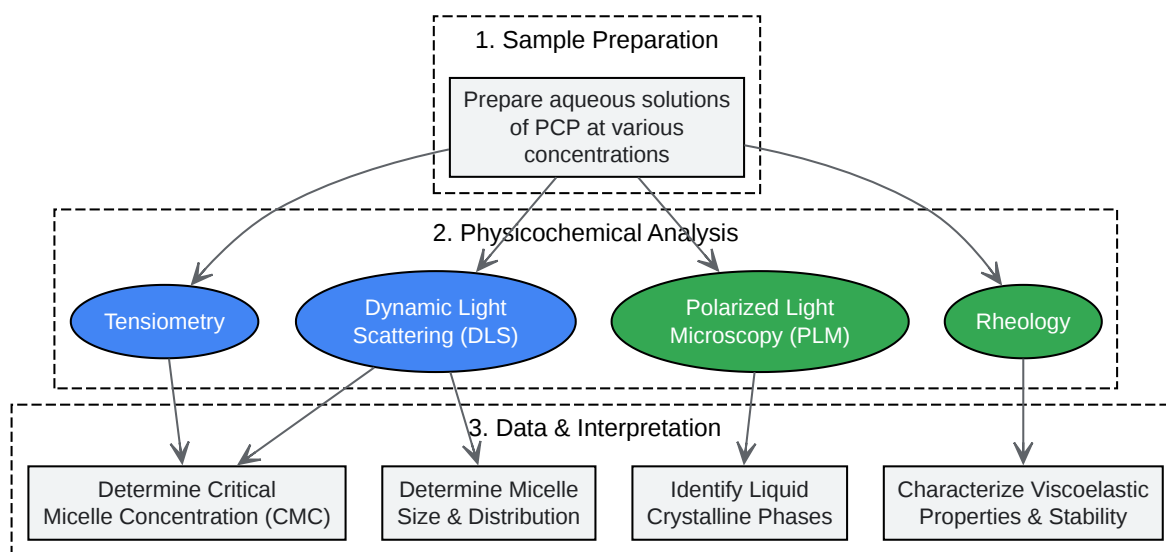 1. Sample Preparation
Prepare aqueous solutions
of PCP at various
concentrations
2. Physicochemical Analysis
Tensiometry
Dynamic Light
Scattering (DLS)
Polarized Light
Microscopy (PLM)
Rheology
3. Data & Interpretation
Determine Critical
Micelle Concentration (CMC)
Determine Micelle
Size & Distribution
Identify Liquid
Crystalline Phases
Characterize Viscoelastic
Properties & Stability